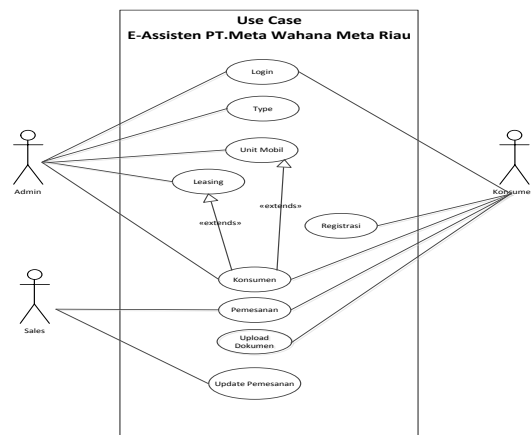 Use Case
E-Assisten PT.Meta Wahana Meta Riau
Login
Type
Unit Mobil
Admin
Leasing
Konsumen
«extends»
«extends»
Registrasi
Konsumen
Sales
Pemesanan
Upload
Dokumen
Update Pemesanan